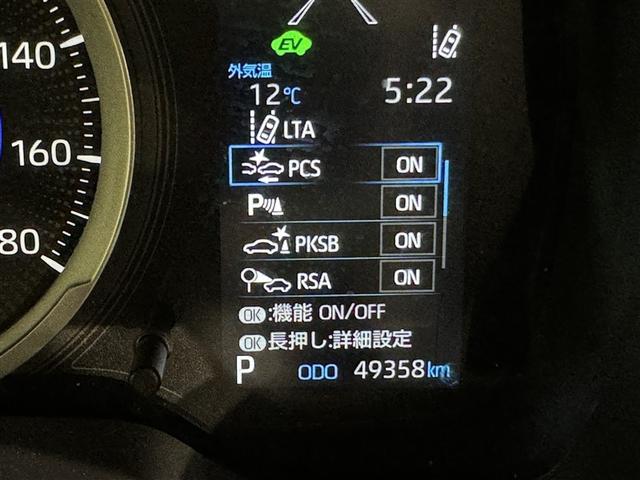 140
160
80
EV
外気温
12℃ 5:22
LTA
PCS ON
P ON
PKSB ON
RSA ON
OK:機能 ON/OFF
OK長押し:詳細設定
P ODO 49358km